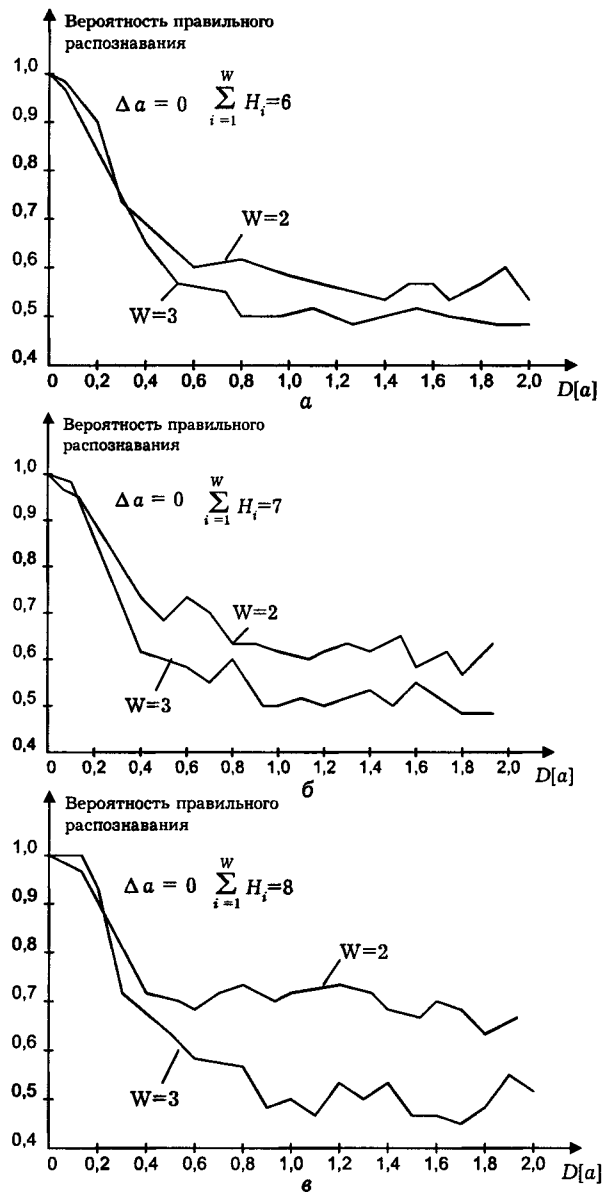 Вероятность правильного
распознавания
1,0
Δa = 0 W∑i=1 Hi=6
0,9
0,8
0,7
W=2
0,6
0,5
W=3
0,4
0 0,2 0,4 0,6 0,8 1,0 1,2 1,4 1,6 1,8 2,0 D[a]
а
Вероятность правильного
распознавания
1,0
Δa = 0 W∑i=1 Hi=7
0,9
0,8
0,7
W=2
0,6
W=3
0,5
0,4
0 0,2 0,4 0,6 0,8 1,0 1,2 1,4 1,6 1,8 2,0 D[a]
б
Вероятность правильного
распознавания
1,0
Δa = 0 W∑i=1 Hi=8
0,9
0,8
W=2
0,7
0,6
0,5
W=3
0,4
0 0,2 0,4 0,6 0,8 1,0 1,2 1,4 1,6 1,8 2,0 D[a]
в